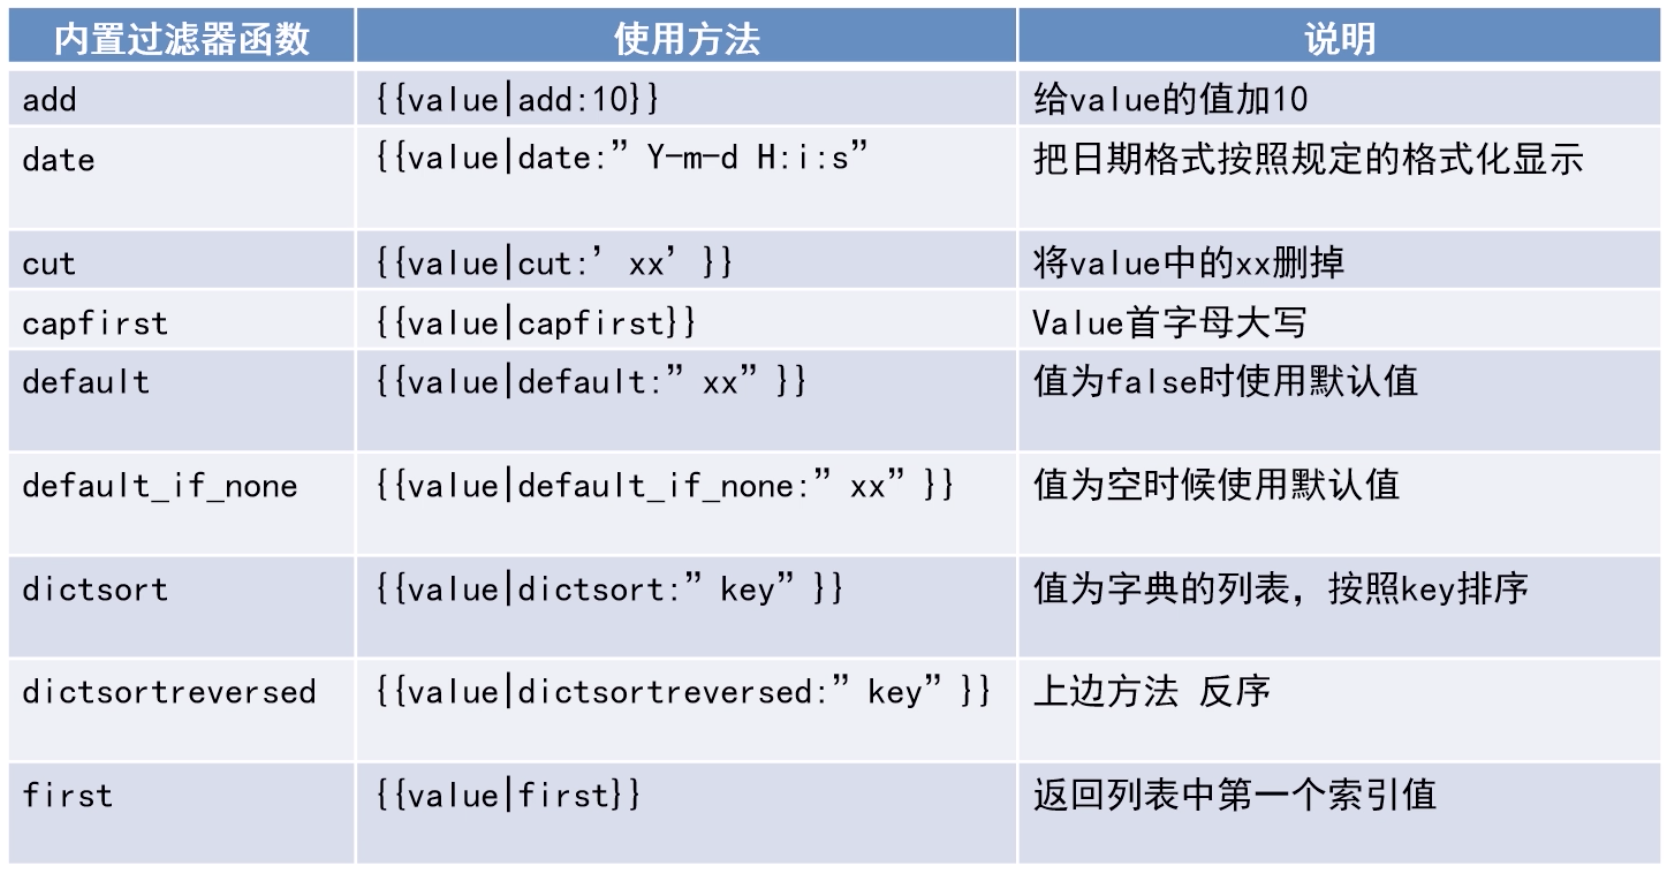 内置过滤器函数 使用方法 说明
add {{value|add:10}} 给value的值加10
date {{value|date:” Y-m-d H:i:s” 把日期格式按照规定的格式化显示
cut {{value|cut:’ xx’ }} 将value中的xx删掉
capfirst {{value|capfirst}} Value首字母大写
default {{value|default:” xx” }} 值为false时使用默认值
default_if_none {{value|default_if_none:” xx” }} 值为空时候使用默认值
dictsort {{value|dictsort:” key” }} 值为字典的列表，按照key排序
dictsortreversed {{value|dictsortreversed:” key” }} 上边方法 反序
first {{value|first}} 返回列表中第一个索引值